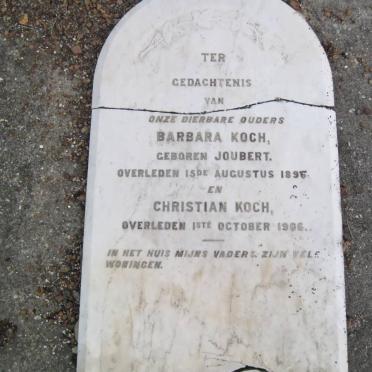 TER
GEDACHTENIS
VAN
ONZE DIERBARE OUDERS
BARBARA KOCH,
GEBOREN JOUBERT.
OVERLEDEN 15DE AUGUSTUS 1896
EN
CHRISTIAN KOCH,
OVERLEDEN 1STE OCTOBER 1906.
IN HET HUIS MIJNS VADERS. ZIJN VELE
WONINGEN.